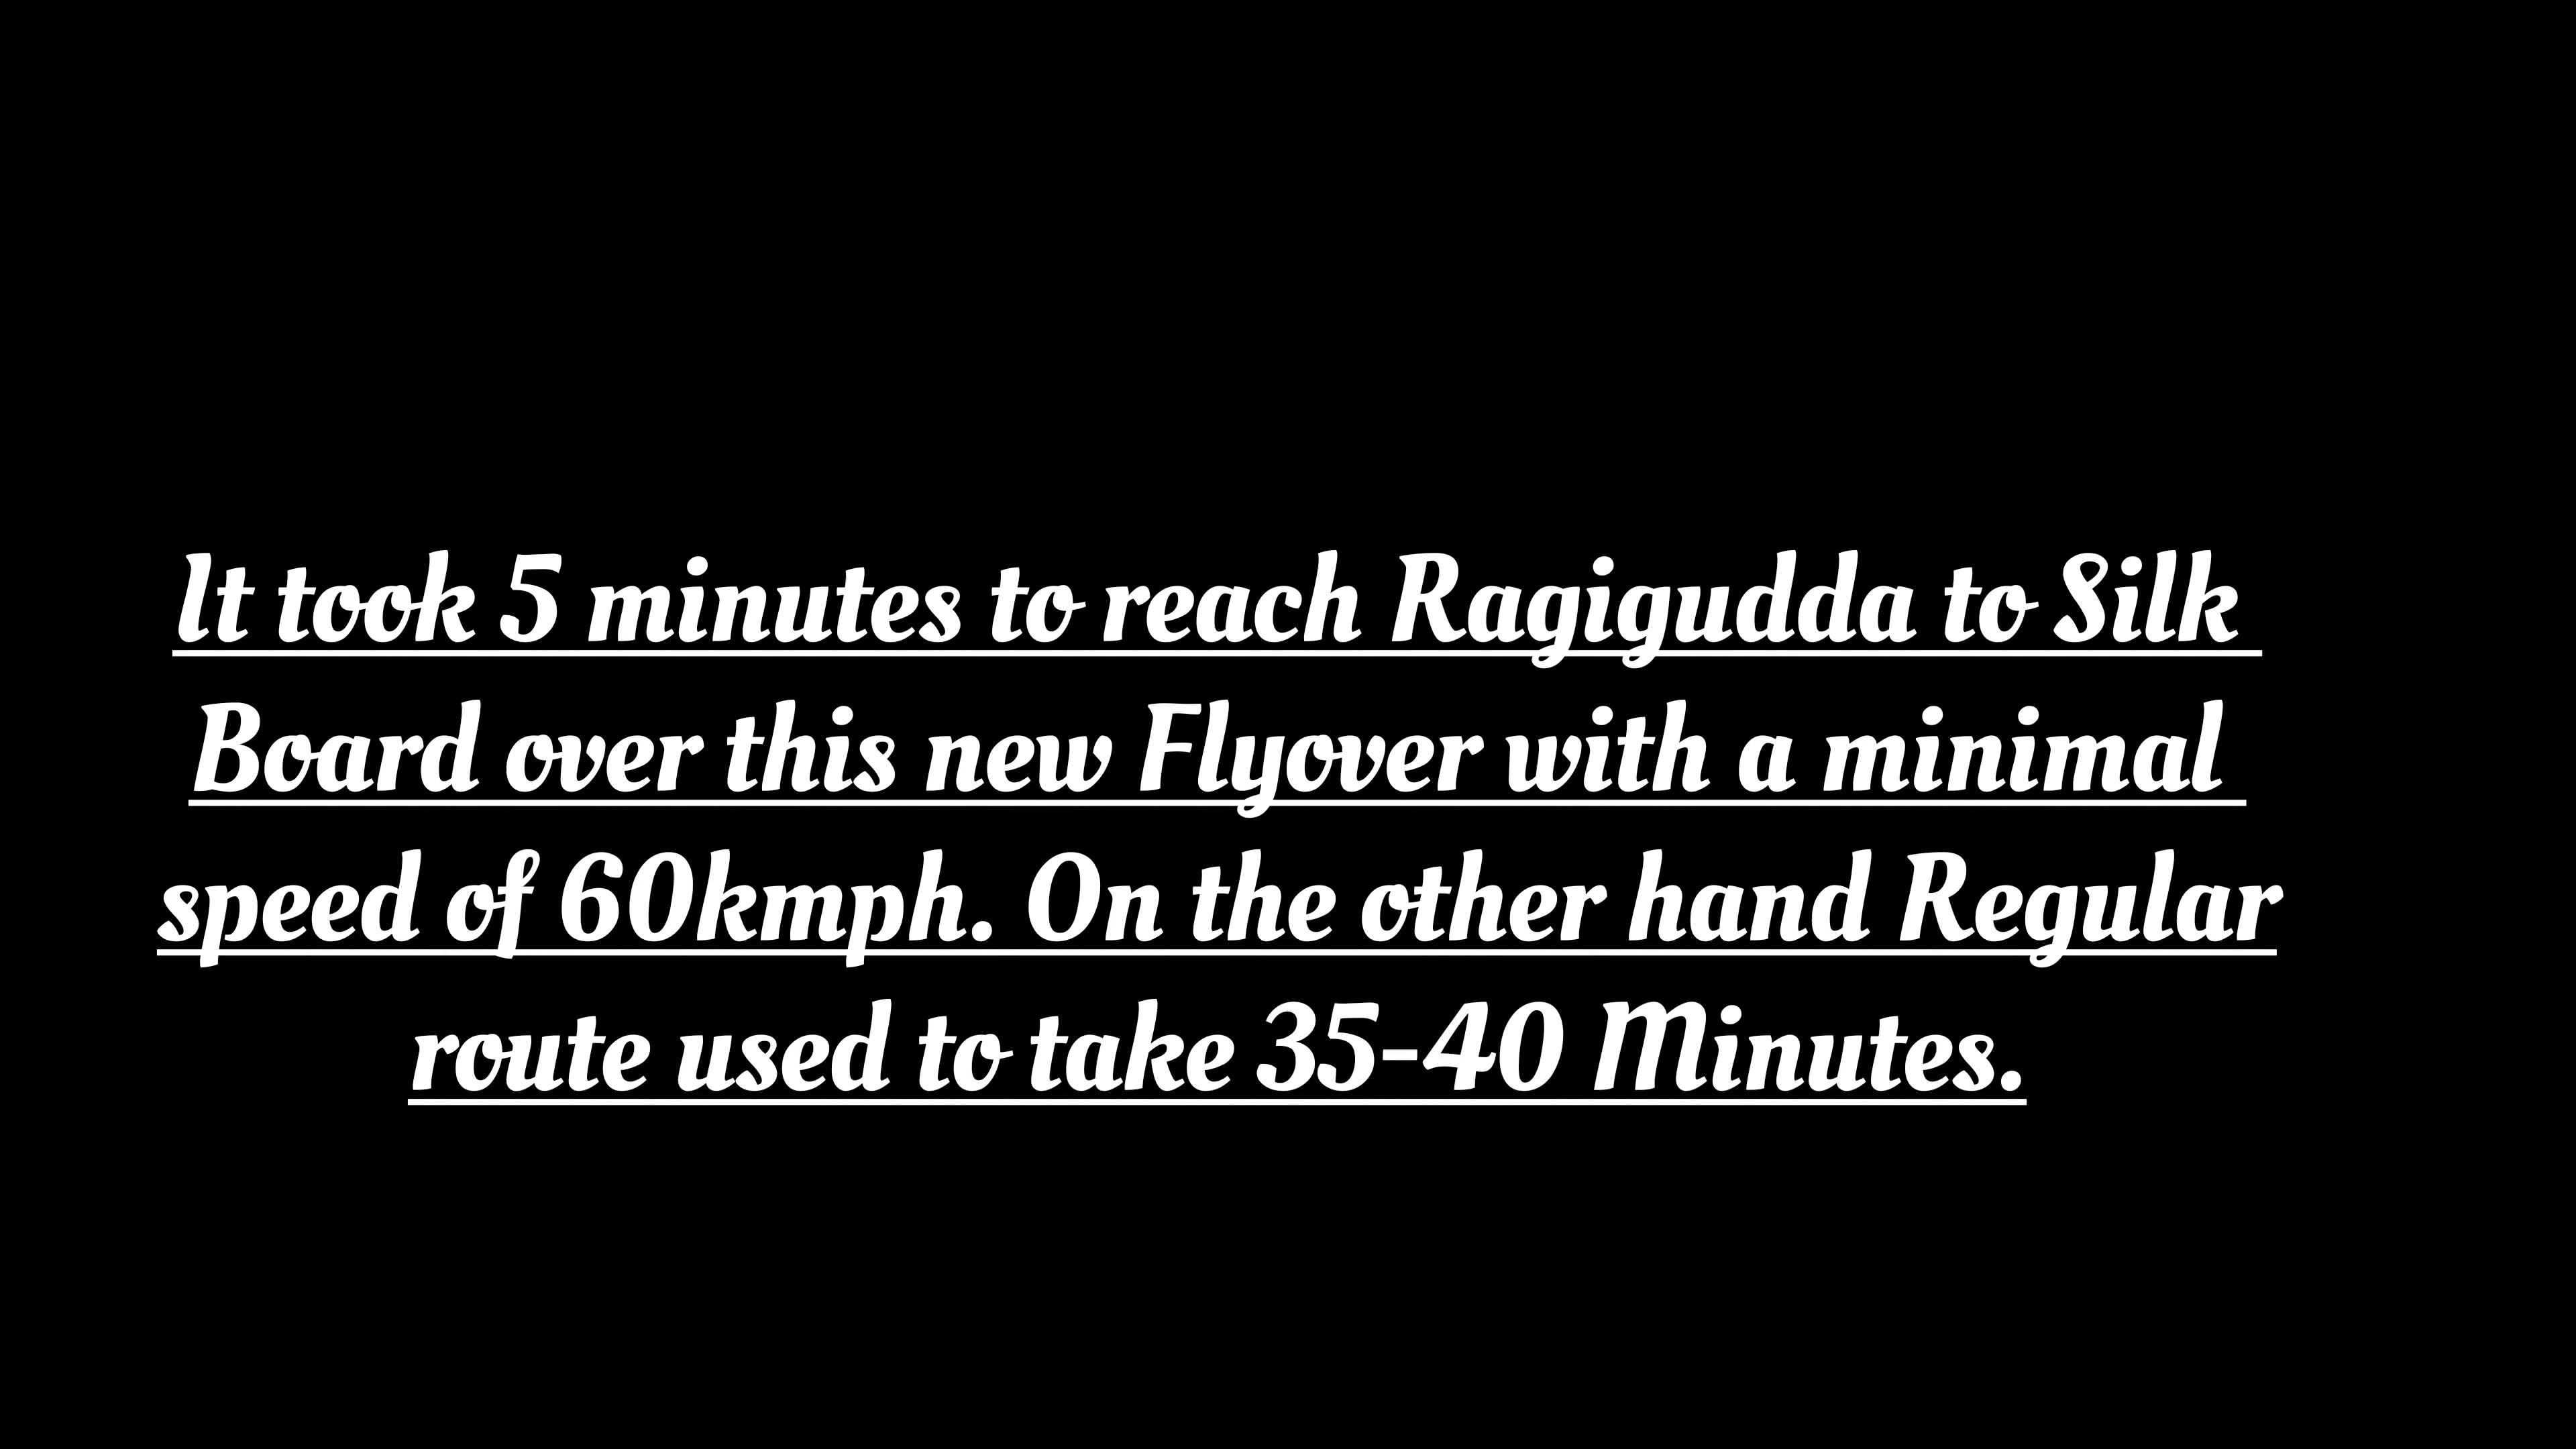 It took 5 minutes to reach Ragigudda to Silk
Board over this new Flyover with a minimal
speed of 60kmph. On the other hand Regular
route used to take 35-40 Minutes.